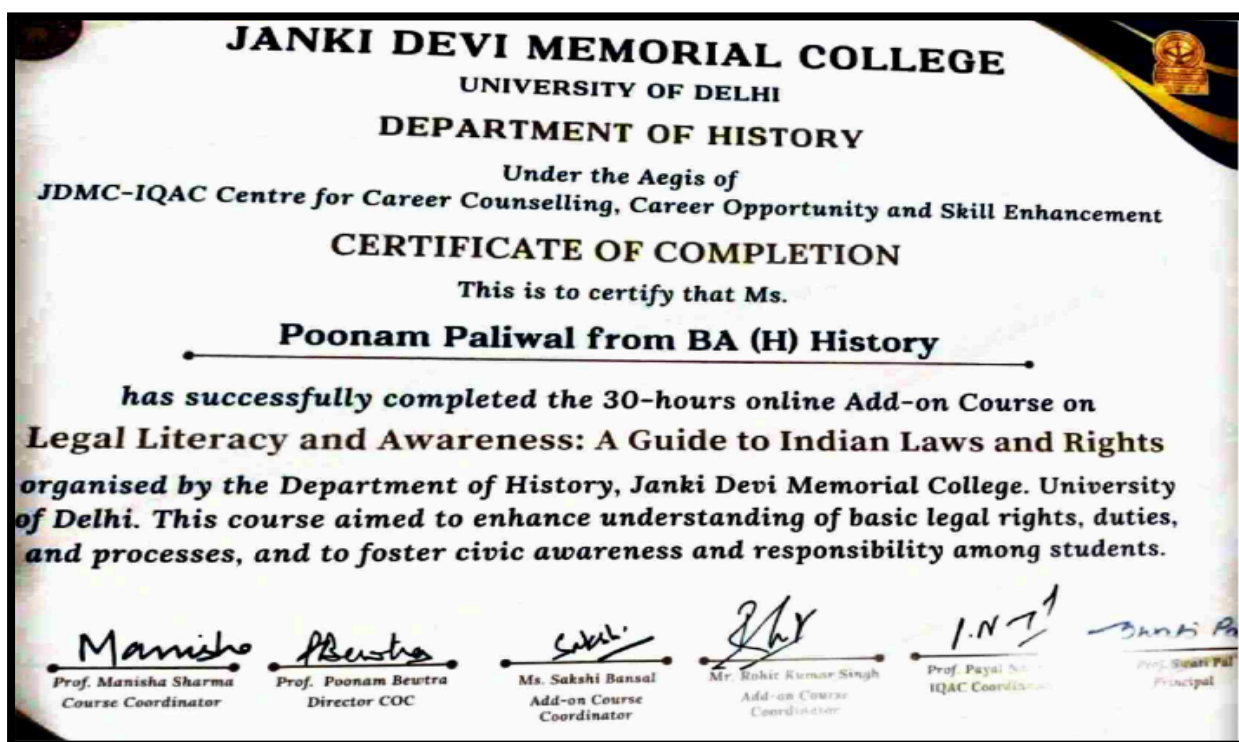 JANKI DEVI MEMORIAL COLLEGE
UNIVERSITY OF DELHI
DEPARTMENT OF HISTORY
Under the Aegis of
JDMC-IQAC Centre for Career Counselling, Career Opportunity and Skill Enhancement
CERTIFICATE OF COMPLETION
This is to certify that Ms.
Poonam Paliwal from BA (H) History
has successfully completed the 30-hours online Add-on Course on
Legal Literacy and Awareness: A Guide to Indian Laws and Rights
organised by the Department of History, Janki Devi Memorial College. University
of Delhi. This course aimed to enhance understanding of basic legal rights, duties,
and processes, and to foster civic awareness and responsibility among students.
Manisha PBewtra Sakshi.
Prof. Manisha Sharma Prof. Poonam Bewtra Ms. Sakshi Bansal Mr. Rohit Kumar Singh Prof. Payal Prof. Swati Pal
Course Coordinator Director COC Add-on Course Add-on Course IQAC Coordinator Principal
Coordinator Coordinator